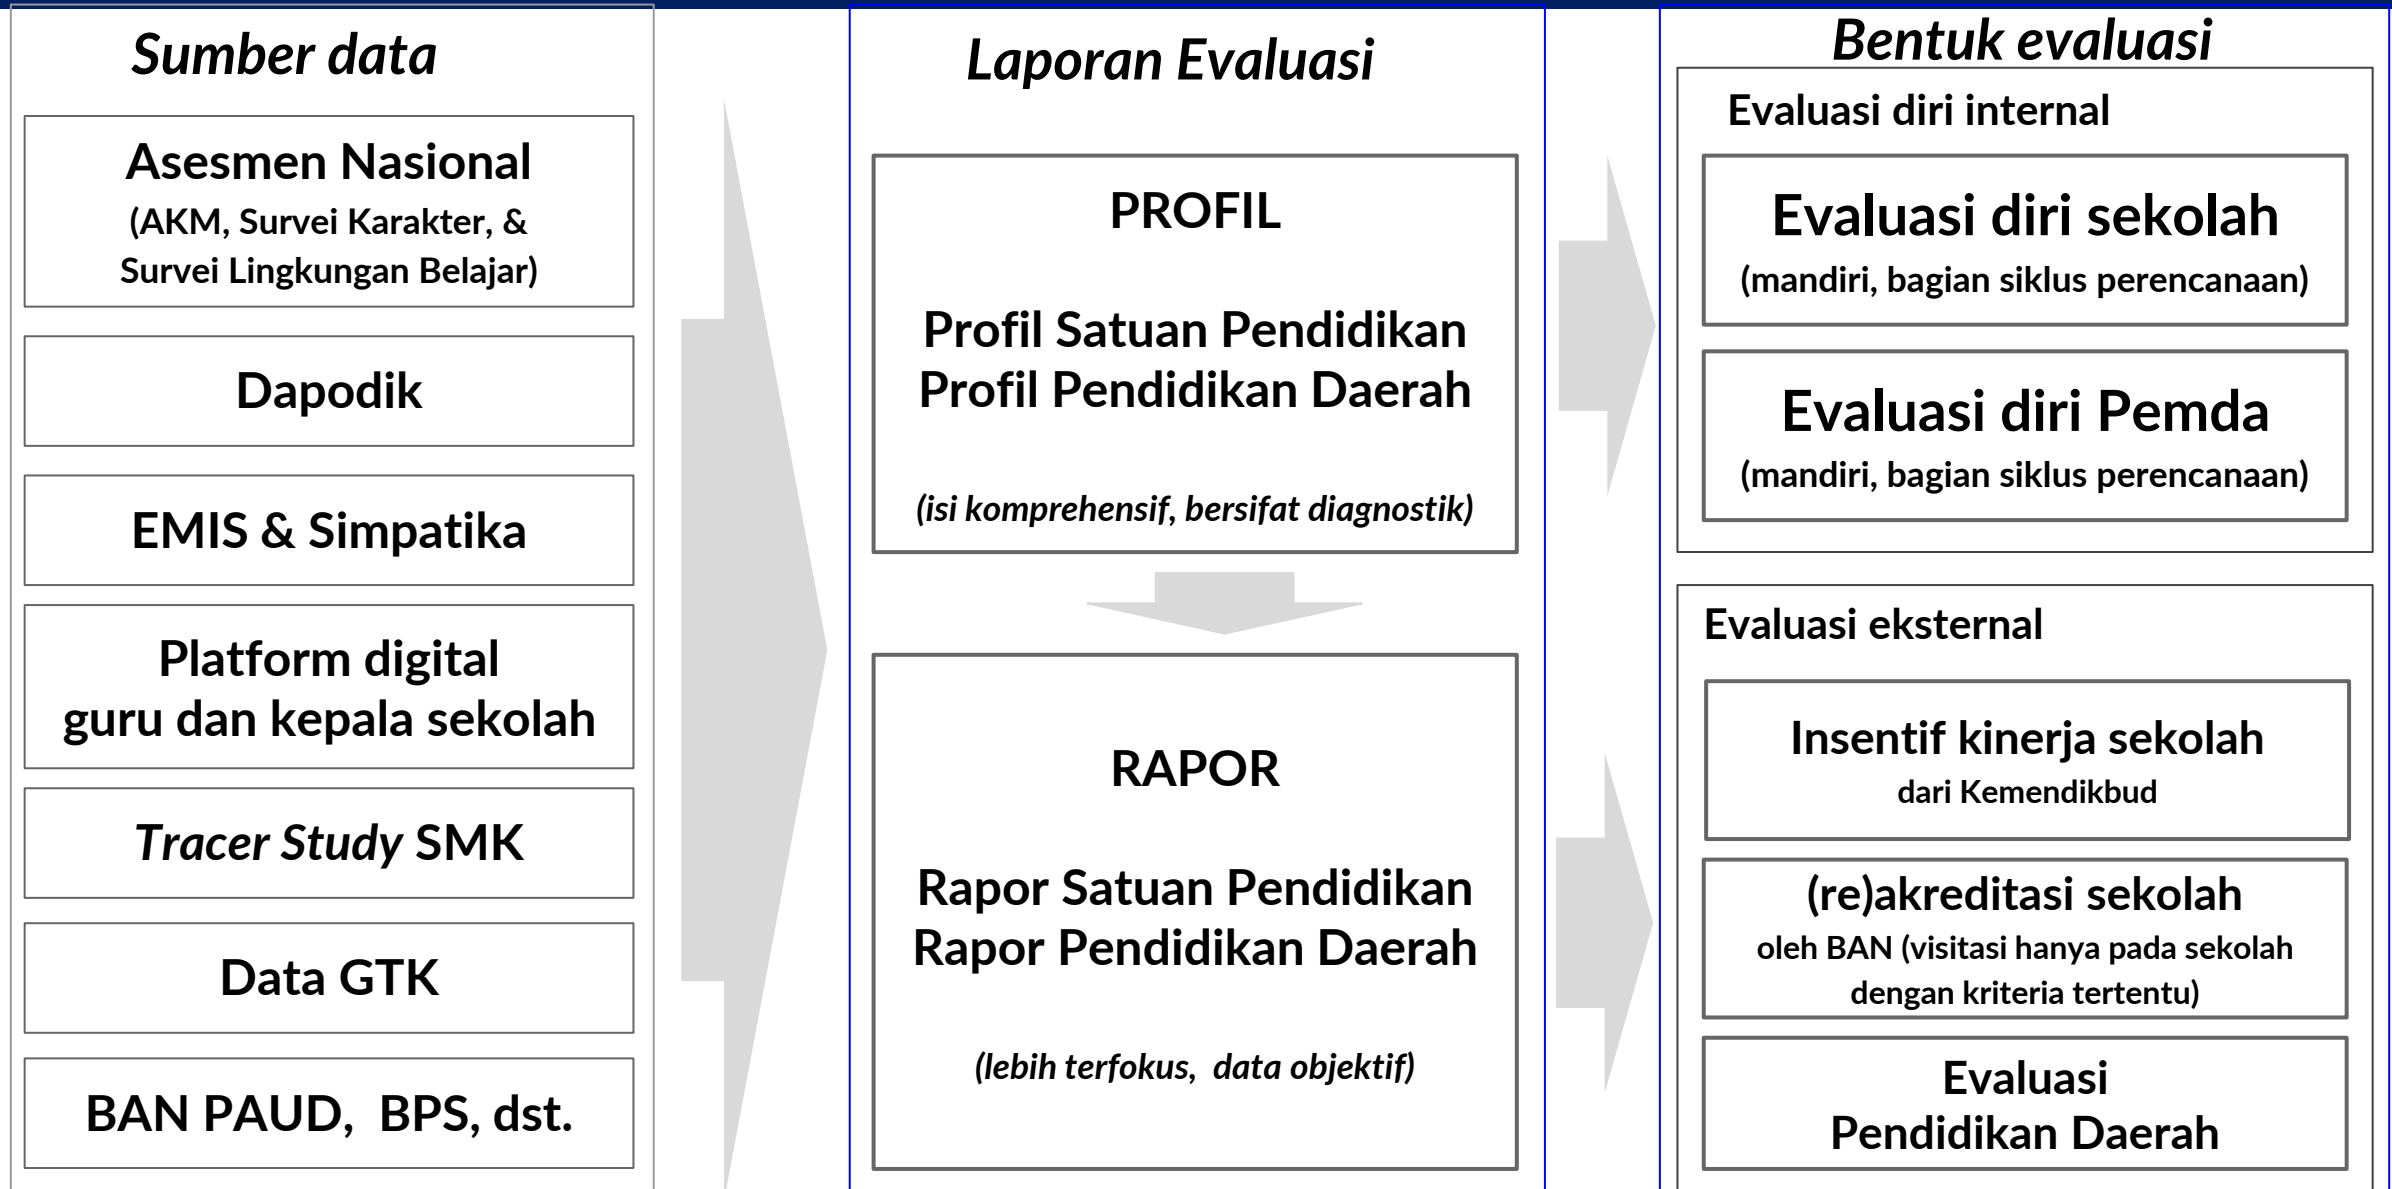 Sumber data
Asesmen Nasional
(AKM, Survei Karakter, &
Survei Lingkungan Belajar)
Dapodik
EMIS & Simpatika
Platform digital
guru dan kepala sekolah
Tracer Study SMK
Data GTK
BAN PAUD, BPS, dst.
Laporan Evaluasi
PROFIL
Profil Satuan Pendidikan
Profil Pendidikan Daerah
(isi komprehensif, bersifat diagnostik)
RAPOR
Rapor Satuan Pendidikan
Rapor Pendidikan Daerah
(lebih terfokus, data objektif)
Bentuk evaluasi
Evaluasi diri internal
Evaluasi diri sekolah
(mandiri, bagian siklus perencanaan)
Evaluasi diri Pemda
(mandiri, bagian siklus perencanaan)
Evaluasi eksternal
Insentif kinerja sekolah
dari Kemendikbud
(re)akreditasi sekolah
oleh BAN (visitasi hanya pada sekolah
dengan kriteria tertentu)
Evaluasi
Pendidikan Daerah